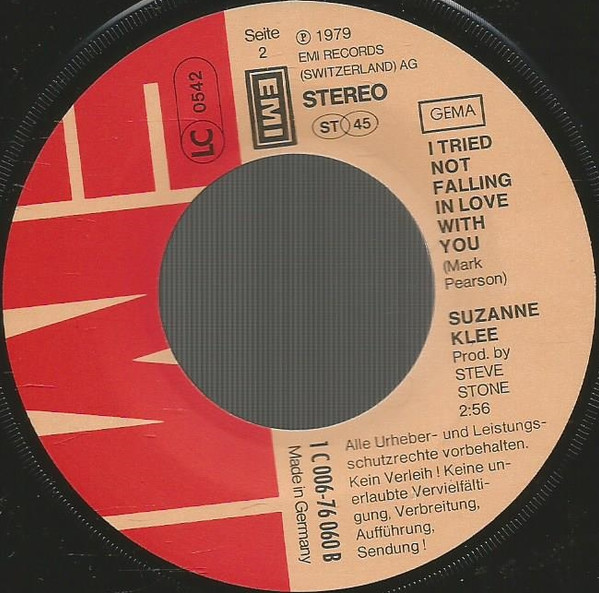 Seite
2
℗ 1979
EMI RECORDS
(SWITZERLAND) AG
LC 0542
EMI
STEREO
ST 45
GEMA
I TRIED
NOT
FALLING
IN LOVE
WITH
YOU
(Mark
Pearson)
SUZANNE
KLEE
Prod. by
STEVE
STONE
2:56
1 C 006-76 060 B
Made in Germany
Alle Urheber- und Leistungs-
schutzrechte vorbehalten.
Kein Verleih! Keine un-
erlaubte Vervielfälti-
gung, Verbreitung,
Aufführung,
Sendung!